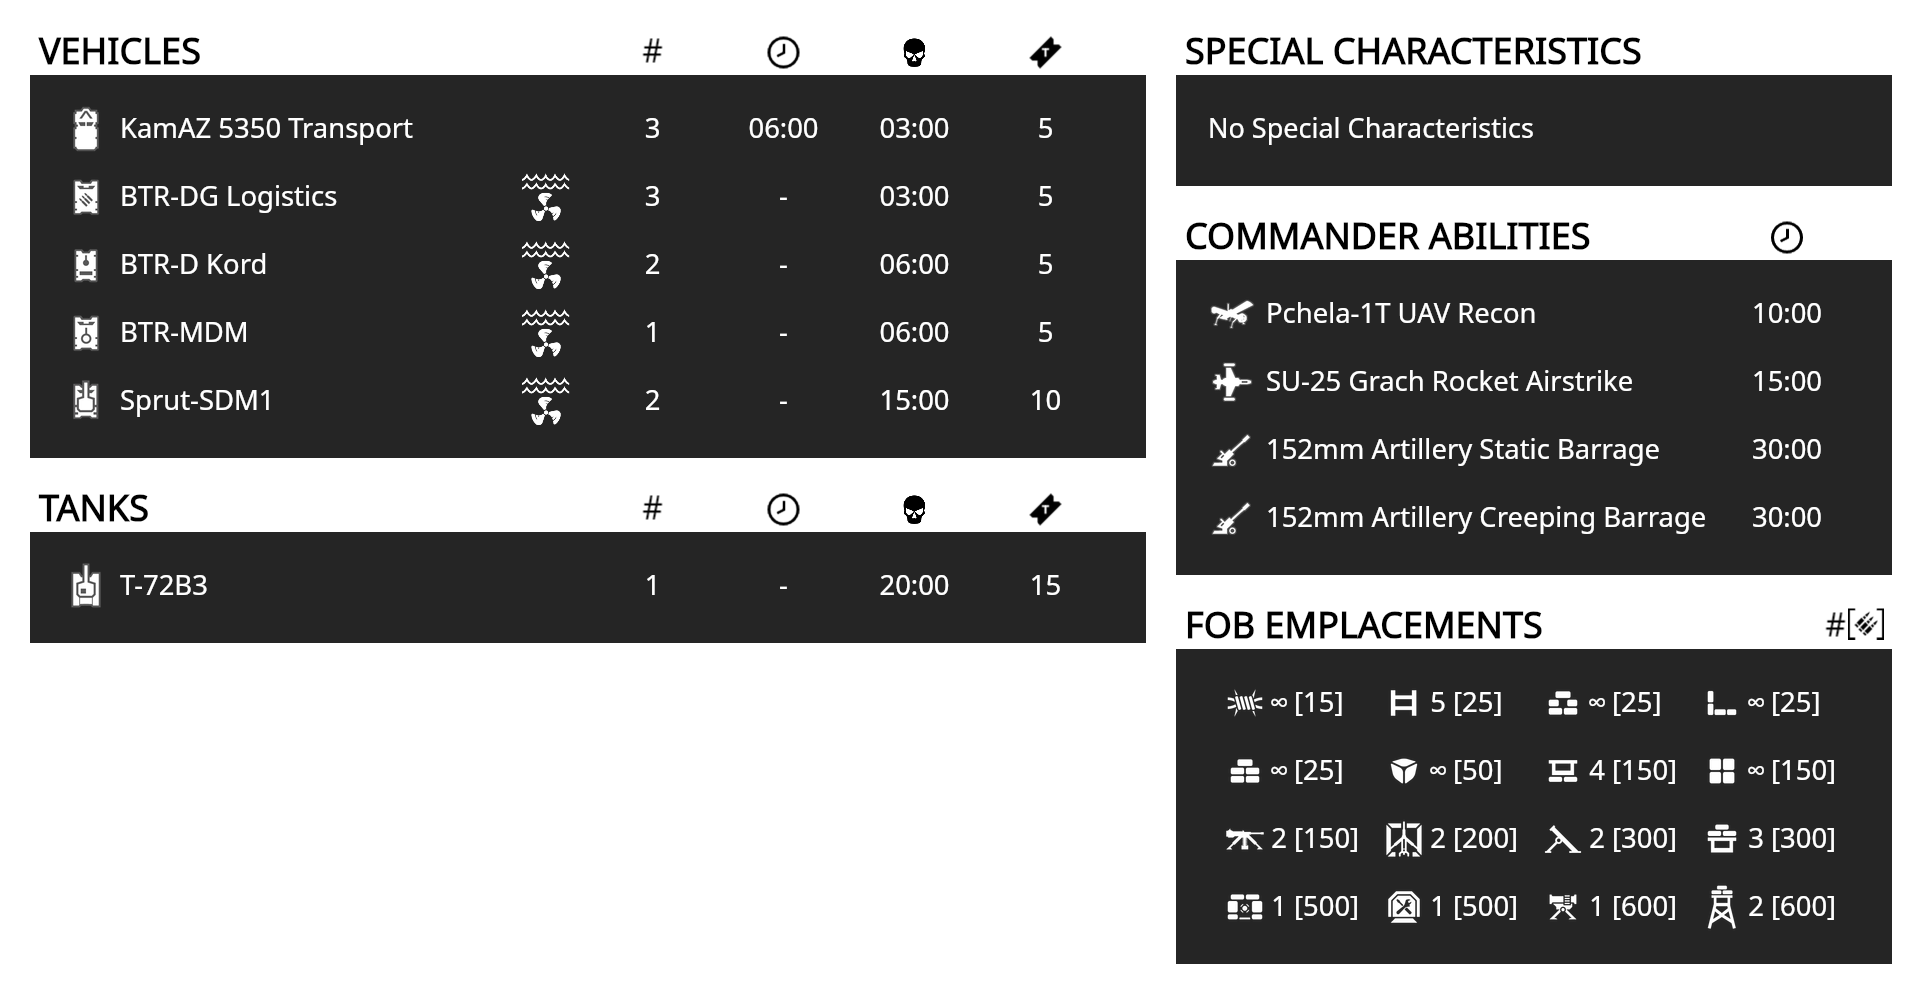 VEHICLES #
KamAZ 5350 Transport 3 06:00 03:00 5
BTR-DG Logistics 3 - 03:00 5
BTR-D Kord 2 - 06:00 5
BTR-MDM 1 - 06:00 5
Sprut-SDM1 2 - 15:00 10
TANKS #
T-72B3 1 - 20:00 15
SPECIAL CHARACTERISTICS
No Special Characteristics
COMMANDER ABILITIES
Pchela-1T UAV Recon 10:00
SU-25 Grach Rocket Airstrike 15:00
152mm Artillery Static Barrage 30:00
152mm Artillery Creeping Barrage 30:00
FOB EMPLACEMENTS #[]
∞ [15] 5 [25] ∞ [25] ∞ [25]
∞ [25] ∞ [50] 4 [150] ∞ [150]
2 [150] 2 [200] 2 [300] 3 [300]
1 [500] 1 [500] 1 [600] 2 [600]